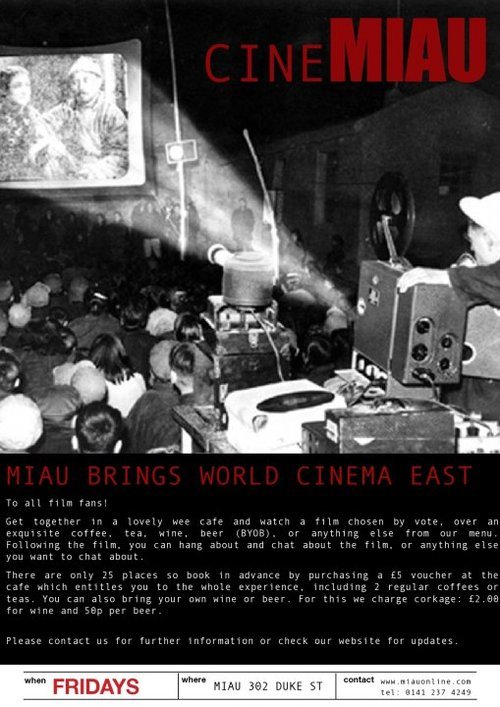 CINEMIAU
MIAU BRINGS WORLD CINEMA EAST
To all film fans!
Get together in a lovely wee cafe and watch a film chosen by vote, over an
exquisite coffee, tea, wine, beer (BYOB), or anything else from our menu.
Following the film, you can hang about and chat about the film, or anything else
you want to chat about.
There are only 25 places so book in advance by purchasing a £5 voucher at the
cafe which entitles you to the whole experience, including 2 regular coffees or
teas. You can also bring your own wine or beer. For this we charge corkage: £2.00
for wine and 50p per beer.
Please contact us for further information or check our website for updates.
when FRIDAYS
where MIAU 302 DUKE ST
contact www.miauonline.com
tel: 0141 237 4249